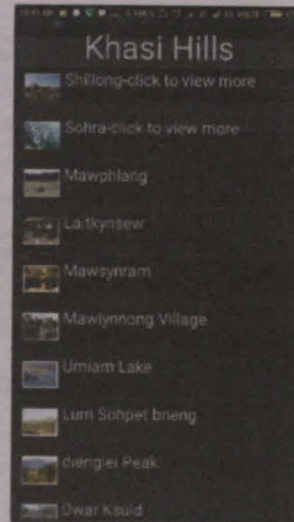 Khasi Hills
Shillong-click to view more
Sohra-click to view more
Mawphlang
Laitkynsew
Mawsynram
Mawlynnong Village
Umiam Lake
Lum Sohpet bneng
diengiei Peak
Dwar Ksuid